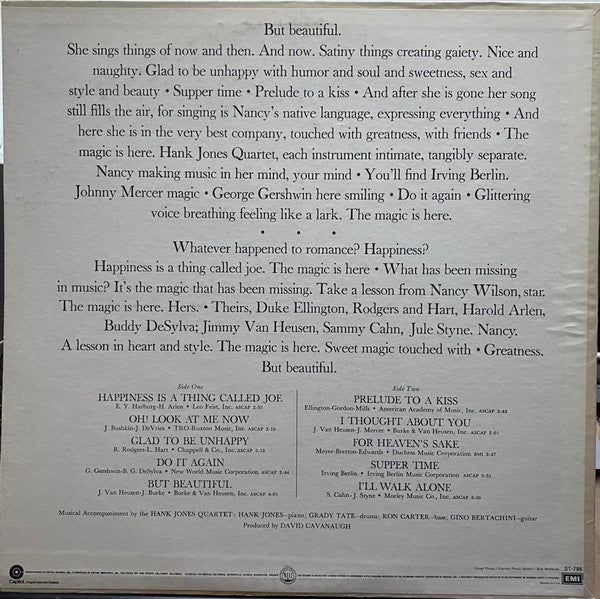 But beautiful.
She sings things of now and then. And now. Satiny things creating gaiety. Nice and
naughty. Glad to be unhappy with humor and soul and sweetness, sex and
style and beauty • Supper time • Prelude to a kiss • And after she is gone her song
still fills the air, for singing is Nancy's native language, expressing everything • And
here she is in the very best company, touched with greatness, with friends • The
magic is here. Hank Jones Quartet, each instrument intimate, tangibly separate.
Nancy making music in her mind, your mind • You'll find Irving Berlin.
Johnny Mercer magic • George Gershwin here smiling • Do it again • Glittering
voice breathing feeling like a lark. The magic is here.
• • •
Whatever happened to romance? Happiness?
Happiness is a thing called joe. The magic is here • What has been missing
in music? It's the magic that has been missing. Take a lesson from Nancy Wilson, star.
The magic is here. Hers. • Theirs, Duke Ellington, Rodgers and Hart, Harold Arlen,
Buddy DeSylva; Jimmy Van Heusen, Sammy Cahn, Jule Styne. Nancy.
A lesson in heart and style. The magic is here. Sweet magic touched with • Greatness.
But beautiful.
Side One
HAPPINESS IS A THING CALLED JOE
E. Y. Harburg-H. Arlen • Leo Feist, Inc. ASCAP
OH! LOOK AT ME NOW
J. Bushkin-J. DeVries • TRO-Ruxton Music, Inc. ASCAP
GLAD TO BE UNHAPPY
R. Rodgers-L. Hart • Chappell & Co., Inc. ASCAP
DO IT AGAIN
G. Gershwin-B. G. DeSylva • New World Music Corporation ASCAP 2:44
BUT BEAUTIFUL
J. Van Heusen-J. Burke • Burke & Van Heusen, Inc. ASCAP 4:01
Side Two
PRELUDE TO A KISS
Ellington-Gordon-Mills • American Academy of Music, Inc. ASCAP
I THOUGHT ABOUT YOU
J. Van Heusen-J. Mercer • Burke & Van Heusen, Inc. ASCAP
FOR HEAVEN'S SAKE
Meyer-Bretton-Edwards • Duchess Music Corporation BMI 2:47
SUPPER TIME
Irving Berlin • Irving Berlin Music Corporation ASCAP
I'LL WALK ALONE
S. Cahn-J. Styne • Morley Music Co., Inc. ASCAP
Musical Accompaniment by the HANK JONES QUARTET: HANK JONES—piano; GRADY TATE—drums; RON CARTER—bass; GINO BERTACHINI—guitar
Produced by DAVID CAVANAUGH
Capitol
ST-798
EMI